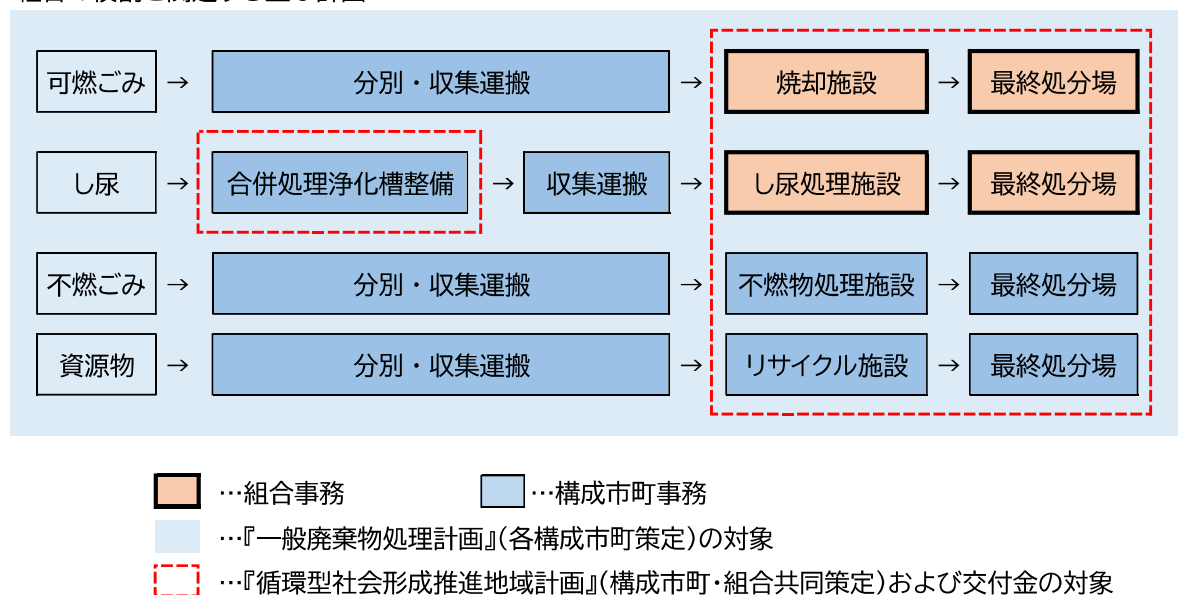 可燃ごみ → 分別・収集運搬 → 焼却施設 → 最終処分場
し尿 → 合併処理浄化槽整備 → 収集運搬 → し尿処理施設 → 最終処分場
不燃ごみ → 分別・収集運搬 → 不燃物処理施設 → 最終処分場
資源物 → 分別・収集運搬 → リサイクル施設 → 最終処分場
…組合事務 …構成市町事務
…『一般廃棄物処理計画』(各構成市町策定)の対象
…『循環型社会形成推進地域計画』(構成市町・組合共同策定)および交付金の対象